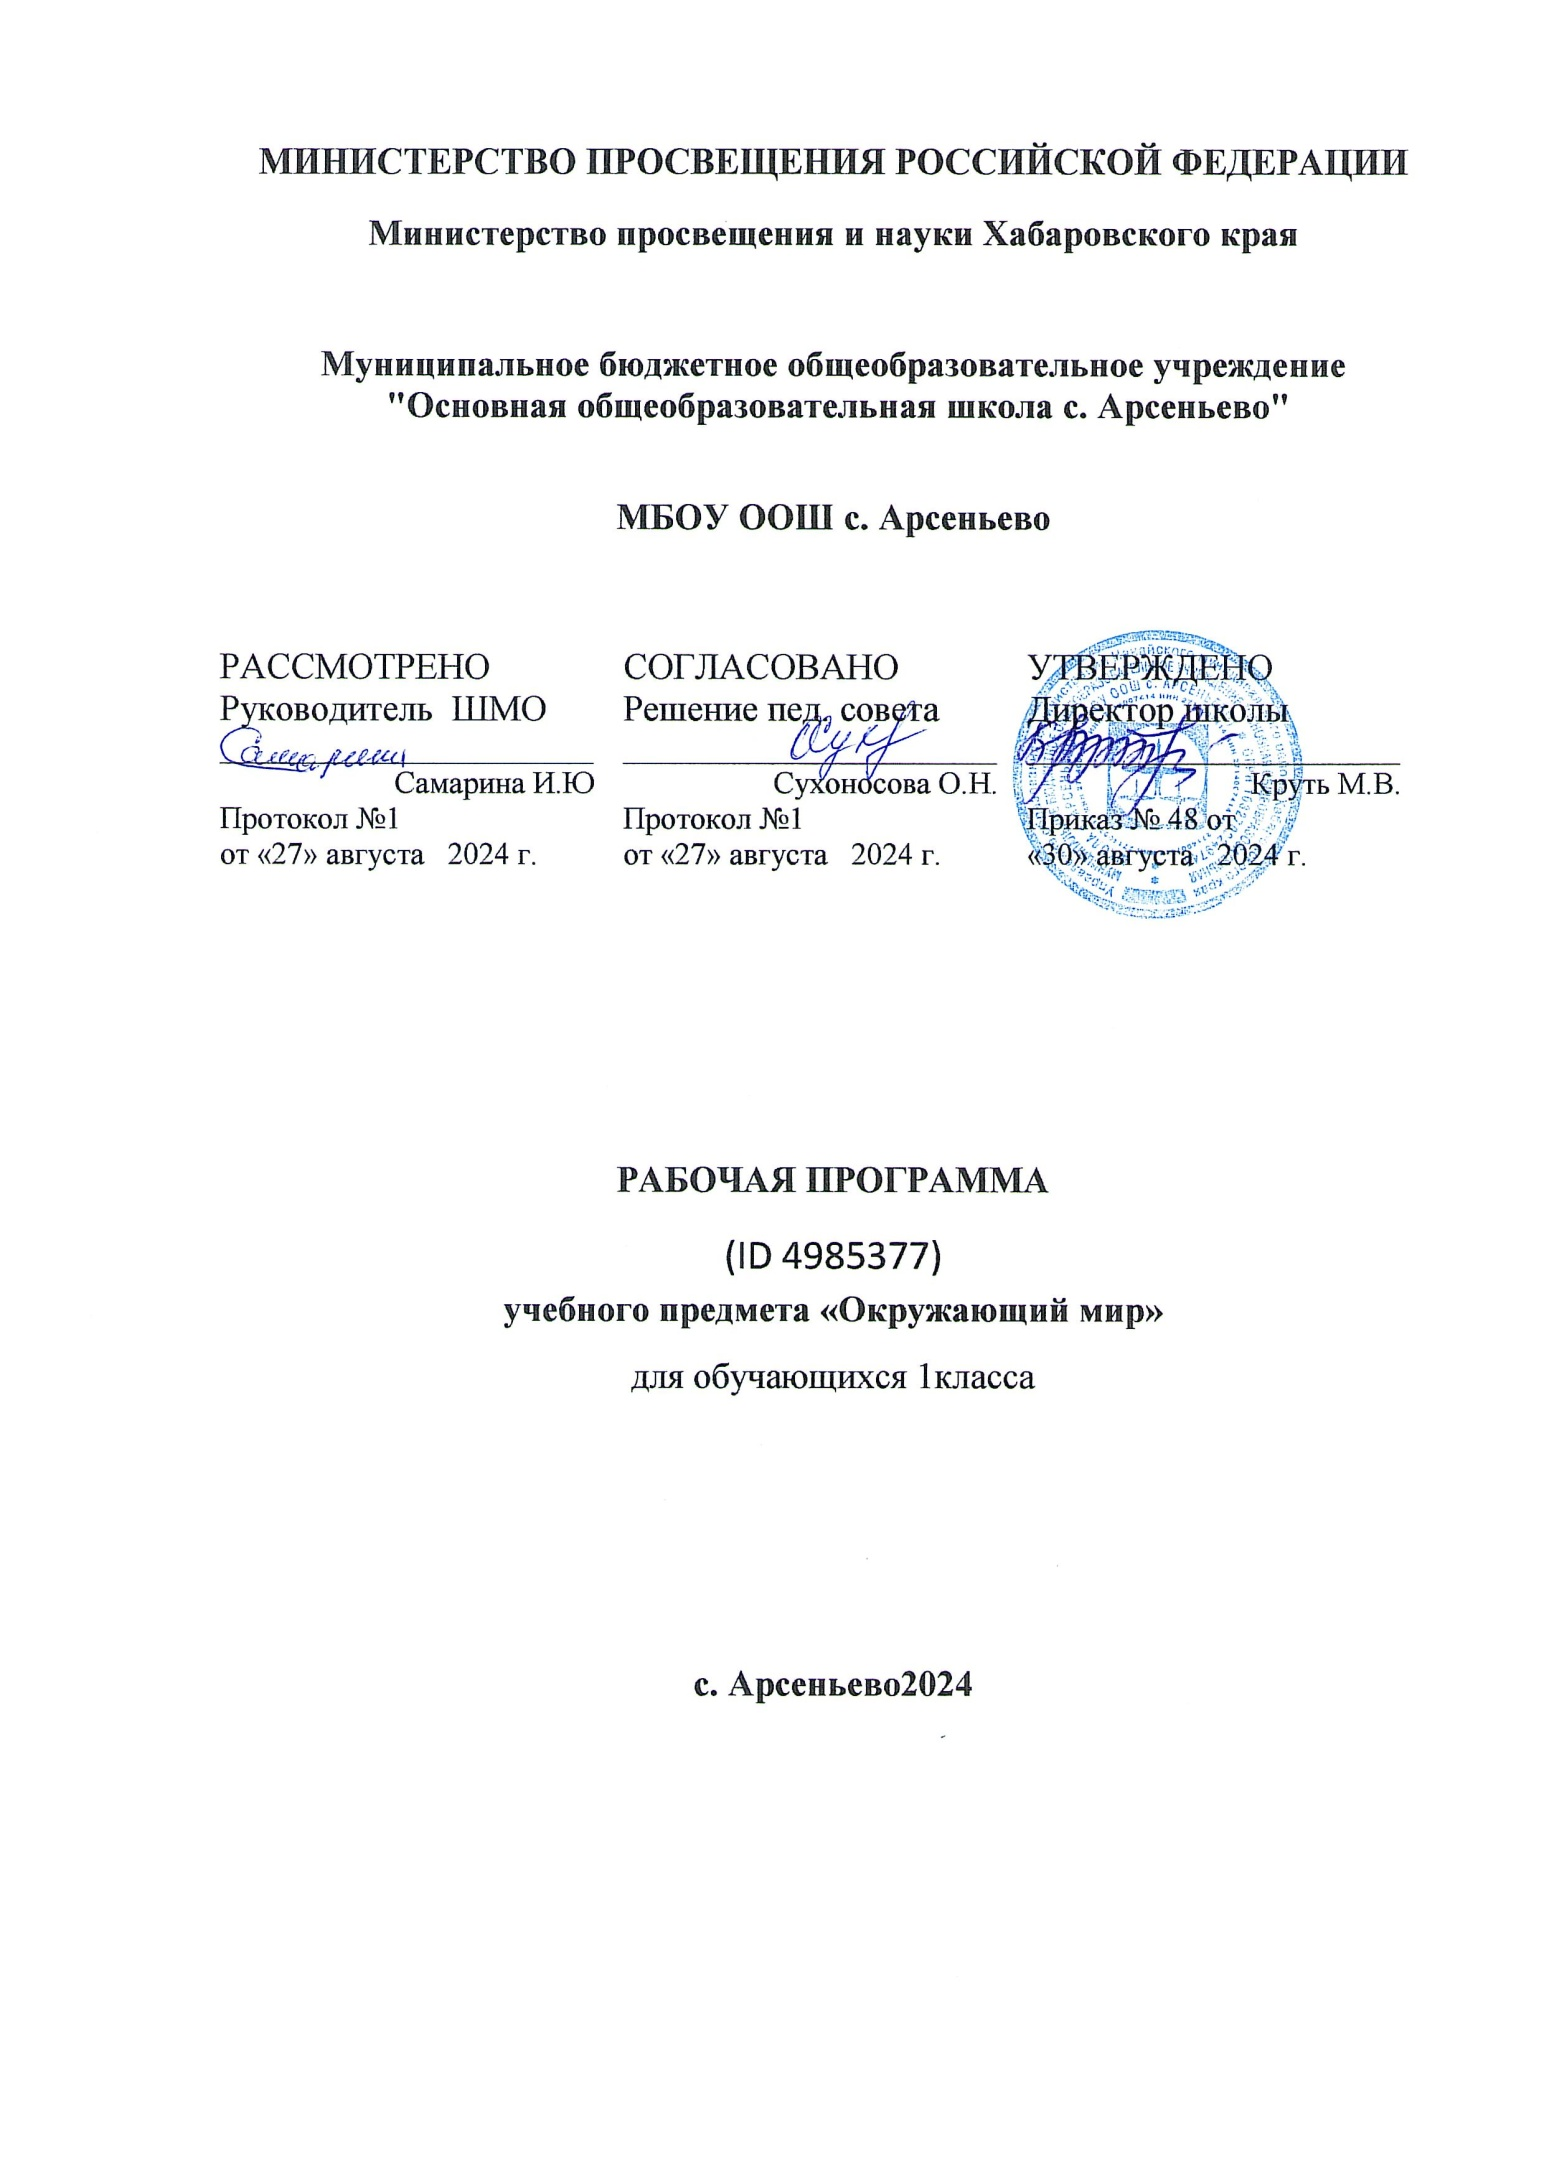 МИНИСТЕРСТВО ПРОСВЕЩЕНИЯ РОССИЙСКОЙ ФЕДЕРАЦИИ
Министерство просвещения и науки Хабаровского края
Муниципальное бюджетное общеобразовательное учреждение
"Основная общеобразовательная школа с. Арсеньево"
МБОУ ООШ с. Арсеньево
РАССМОТРЕНО
Руководитель ШМО
Самарина И.Ю
Протокол №1
от «27» августа 2024 г.
СОГЛАСОВАНО
Решение пед. совета
Сухоносова О.Н.
Протокол №1
от «27» августа 2024 г.
УТВЕРЖДЕНО
Директор школы
Круть М.В.
Приказ № 48 от
«30» августа 2024 г.
РАБОЧАЯ ПРОГРАММА
(ID 4985377)
учебного предмета «Окружающий мир»
для обучающихся 1класса
с. Арсеньево2024